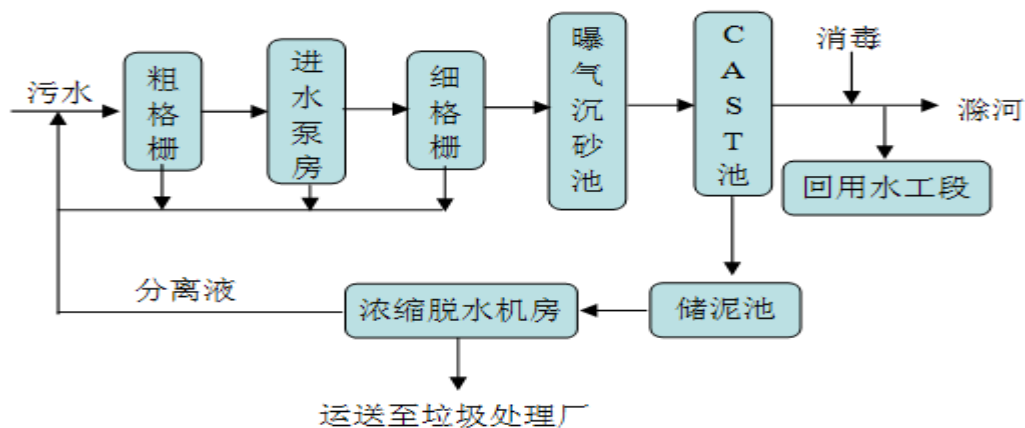 污水
粗格栅
进水泵房
细格栅
曝气沉砂池
CAST池
消毒
滁河
回用水工段
分离液
浓缩脱水机房
储泥池
运送至垃圾处理厂